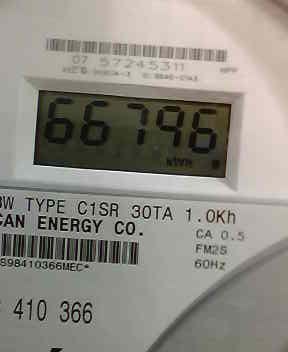 07 57245311
66796
kWh
3W TYPE C1SR 30TA 1.0Kh
CAN ENERGY CO.
CA 0.5
FM2S
60Hz
898410366MEC*
410 366